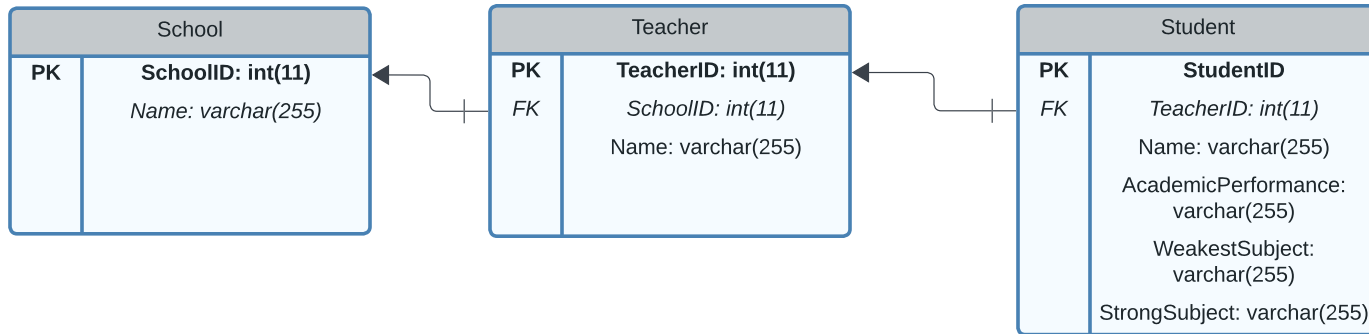 School
PK SchoolID: int(11)
Name: varchar(255)
Teacher
PK TeacherID: int(11)
FK SchoolID: int(11)
Name: varchar(255)
Student
PK StudentID
FK TeacherID: int(11)
Name: varchar(255)
AcademicPerformance:
varchar(255)
WeakestSubject:
varchar(255)
StrongSubject: varchar(255)